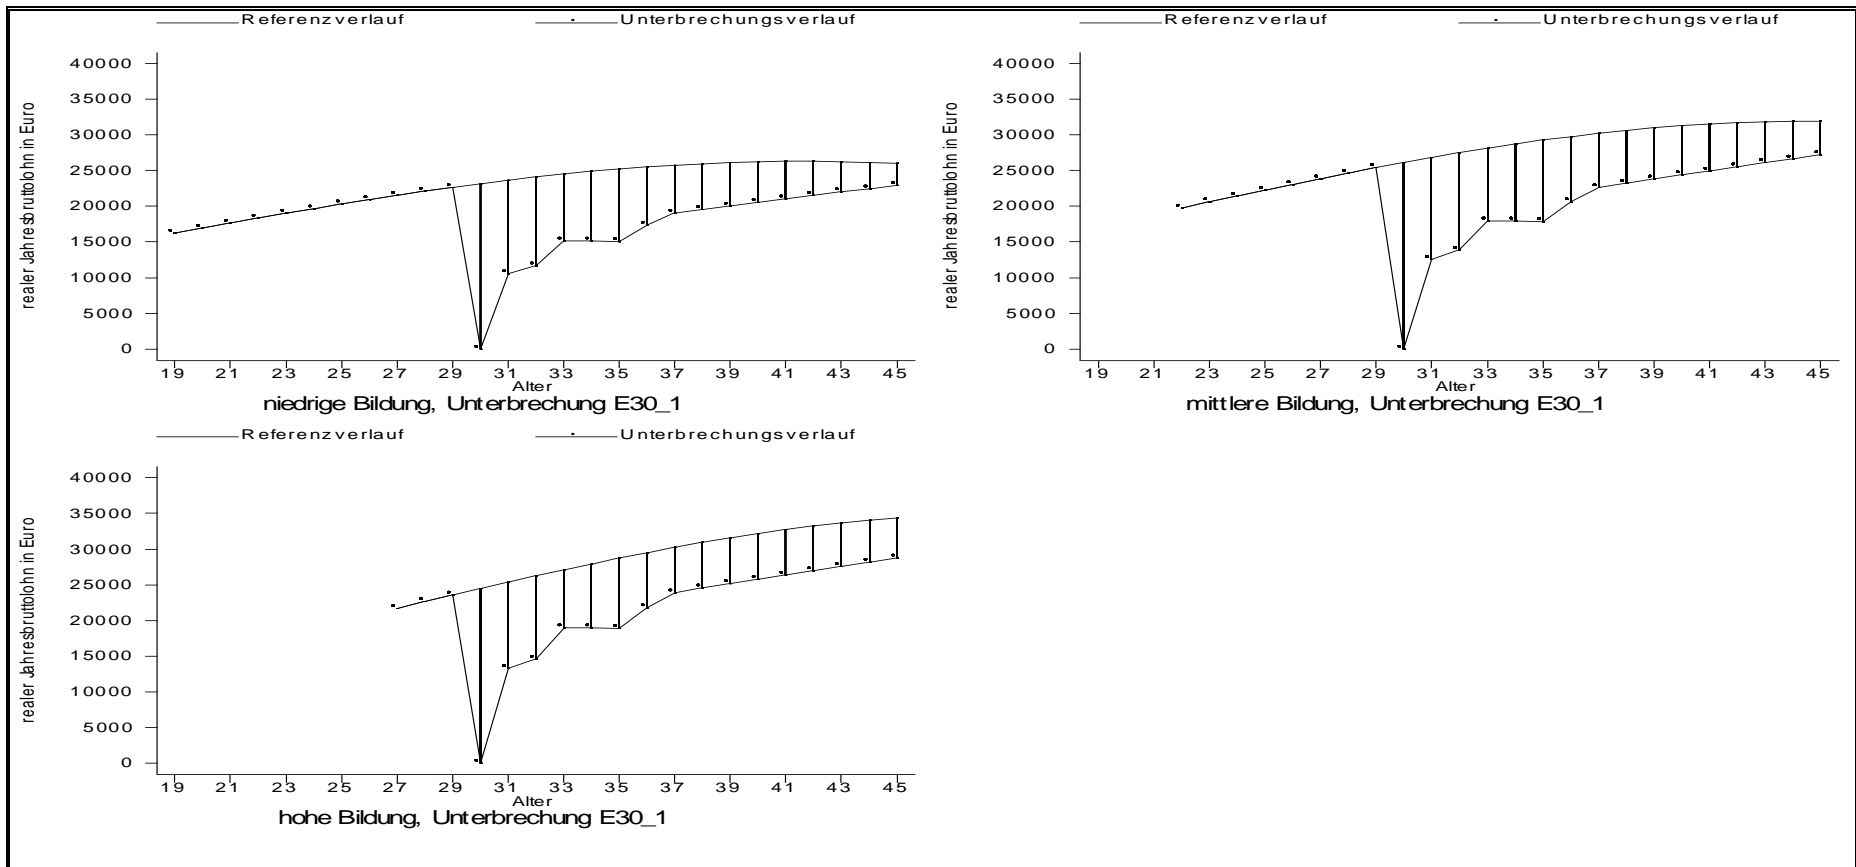 Referenzverlauf Unterbrechungsverlauf
40000
35000
30000
25000
20000
15000
10000
5000
0
realer Jahresbruttolohn in Euro
19 21 23 25 27 29 31 33 35 37 39 41 43 45
Alter
niedrige Bildung, Unterbrechung E30_1
Referenzverlauf Unterbrechungsverlauf
40000
35000
30000
25000
20000
15000
10000
5000
0
realer Jahresbruttolohn in Euro
19 21 23 25 27 29 31 33 35 37 39 41 43 45
Alter
mittlere Bildung, Unterbrechung E30_1
Referenzverlauf Unterbrechungsverlauf
40000
35000
30000
25000
20000
15000
10000
5000
0
realer Jahresbruttolohn in Euro
19 21 23 25 27 29 31 33 35 37 39 41 43 45
Alter
hohe Bildung, Unterbrechung E30_1